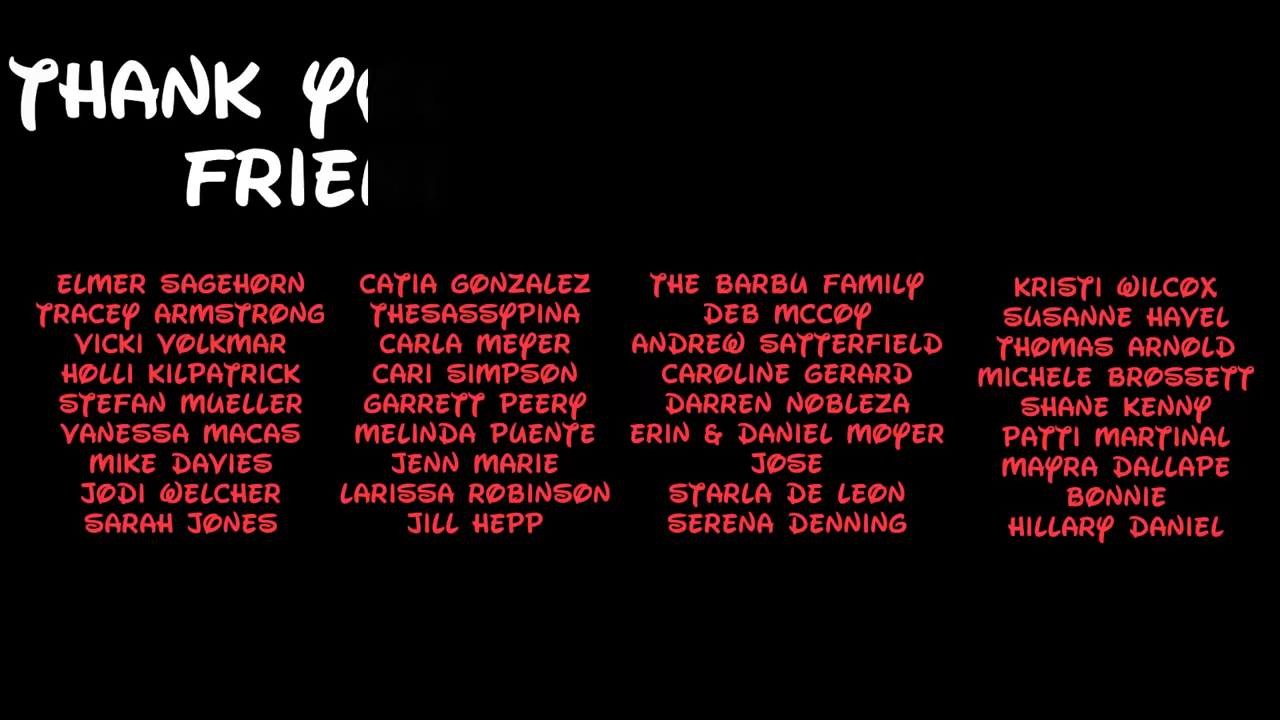 THANK YO
FRIE
ELMER SAGEHORN
TRACEY ARMSTRONG
VICKI VOLKMAR
HOLLI KILPATRICK
STEFAN MUELLER
VANESSA MACAS
MIKE DAVIES
JODI WELCHER
SARAH JONES
CATIA GONZALEZ
THESASSYPINA
CARLA MEYER
CARI SIMPSON
GARRETT PEERY
MELINDA PUENTE
JENN MARIE
LARISSA ROBINSON
JILL HEPP
THE BARBU FAMILY
DEB MCCOY
ANDREW SATTERFIELD
CAROLINE GERARD
DARREN NOBLEZA
ERIN & DANIEL MOYER
JOSE
STARLA DE LEON
SERENA DENNING
KRISTI WILCOX
SUSANNE HAVEL
THOMAS ARNOLD
MICHELE BROSSETT
SHANE KENNY
PATTI MARTINAL
MAYRA DALLAPE
BONNIE
HILLARY DANIEL